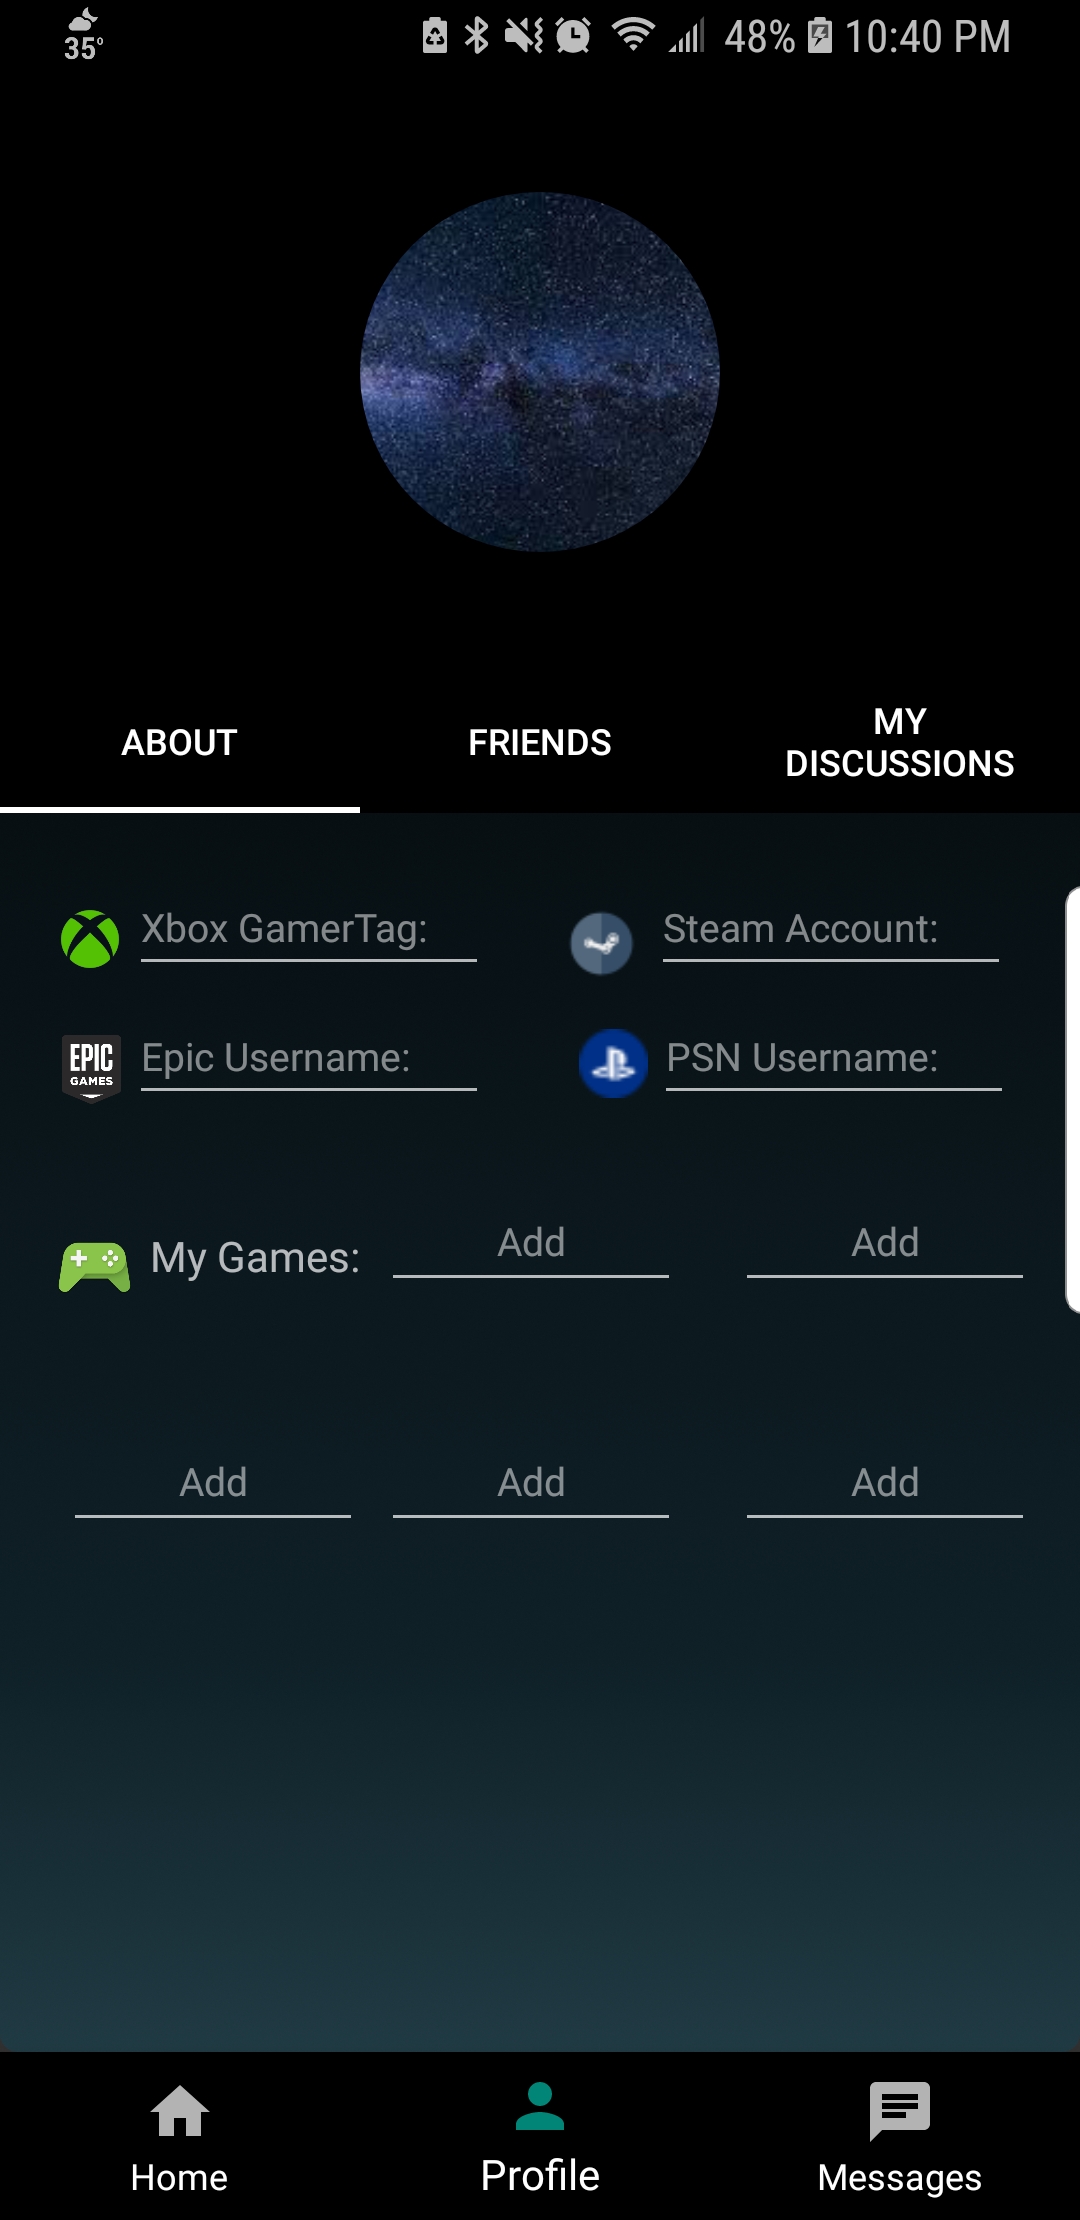 35°
48% 10:40 PM
ABOUT
FRIENDS
MY
DISCUSSIONS
Xbox GamerTag:
Steam Account:
EPIC
GAMES
Epic Username:
PSN Username:
My Games:
Add
Add
Add
Add
Add
Home
Profile
Messages